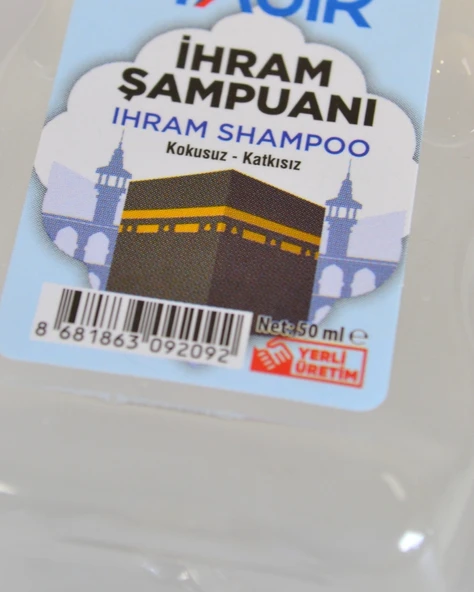 İHRAM
ŞAMPUANI
IHRAM SHAMPOO
Kokusuz - Katkısız
Net: 50 ml ℮
8 681863 092092
YERLİ
ÜRETİM